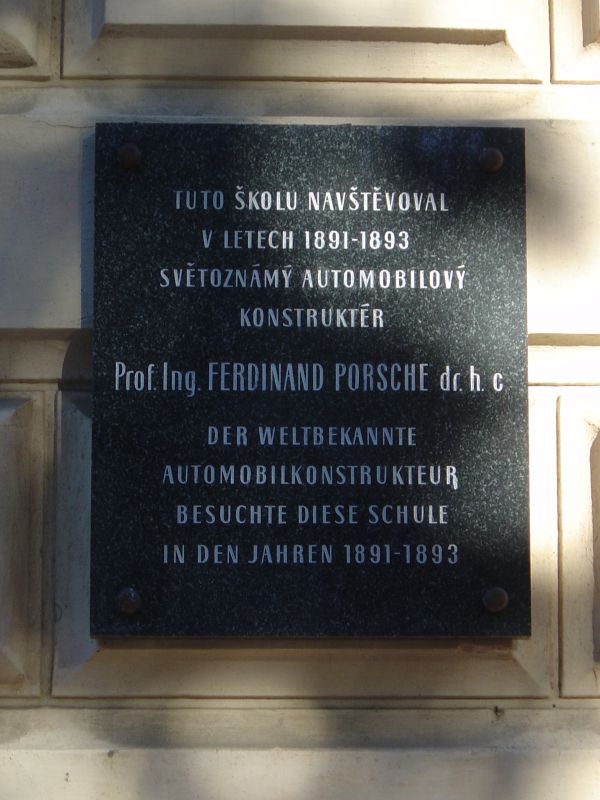 TUTO ŠKOLU NAVŠTĚVOVAL
V LETECH 1891-1893
SVĚTOZNÁMÝ AUTOMOBILOVÝ
KONSTRUKTÉR
Prof. Ing. FERDINAND PORSCHE dr. h. c
DER WELTBEKANNTE
AUTOMOBILKONSTRUKTEUR
BESUCHTE DIESE SCHULE
IN DEN JAHREN 1891-1893